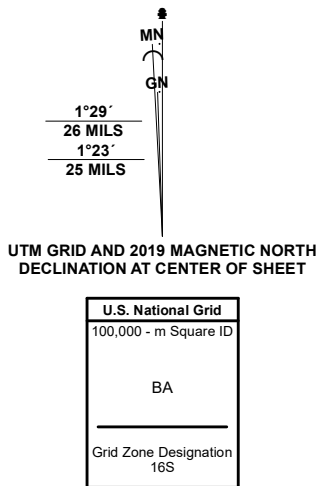 MN
GN
1°29´
26 MILS
1°23´
25 MILS
UTM GRID AND 2019 MAGNETIC NORTH
DECLINATION AT CENTER OF SHEET
U.S. National Grid
100,000 - m Square ID
BA
Grid Zone Designation
16S